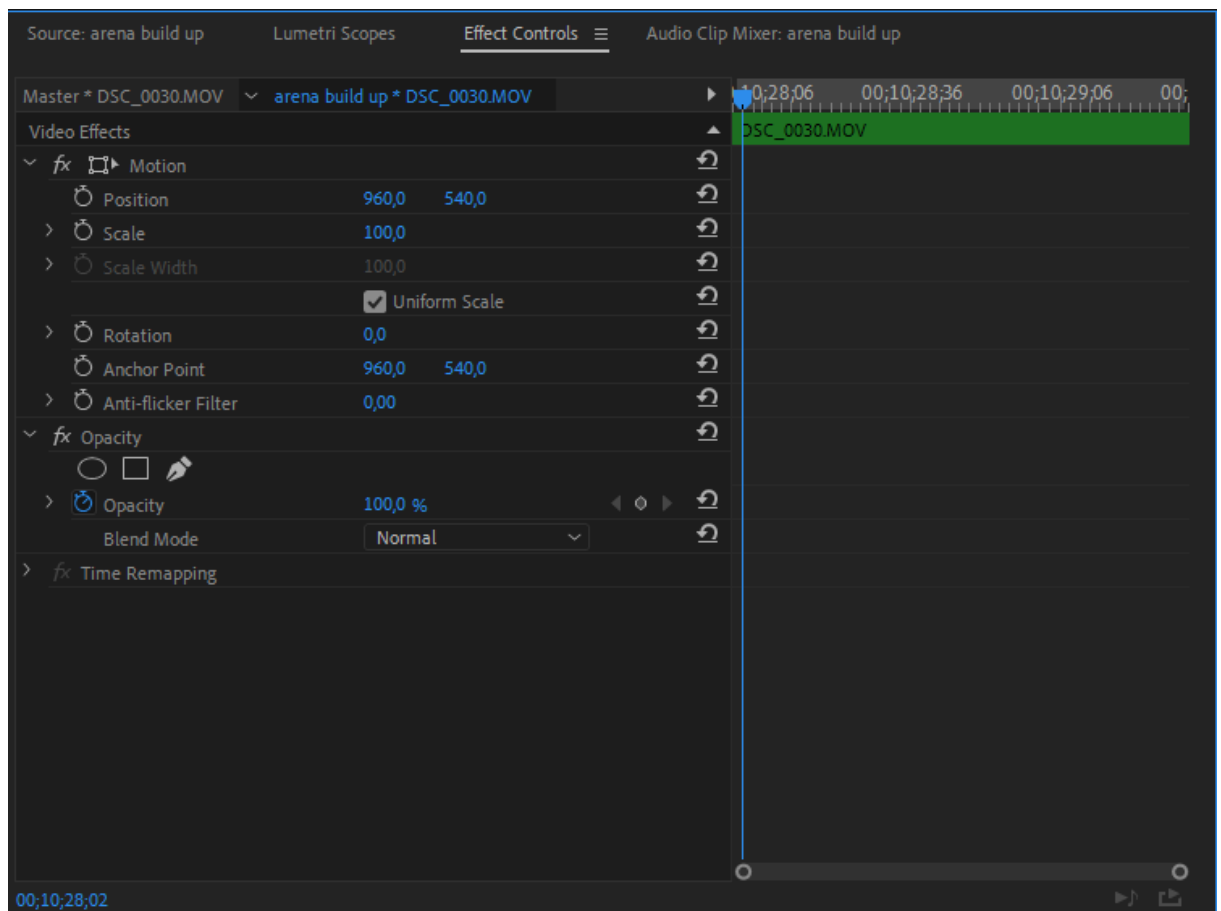 Source: arena build up Lumetri Scopes Effect Controls Audio Clip Mixer: arena build up
Master * DSC_0030.MOV arena build up * DSC_0030.MOV 10;28;06 00;10;28;36 00;10;29;06 00;
Video Effects DSC_0030.MOV
fx Motion
Position 960,0 540,0
Scale 100,0
Scale Width 100,0
Uniform Scale
Rotation 0,0
Anchor Point 960,0 540,0
Anti-flicker Filter 0,00
fx Opacity
Opacity 100,0 %
Blend Mode Normal
fx Time Remapping
00;10;28;02